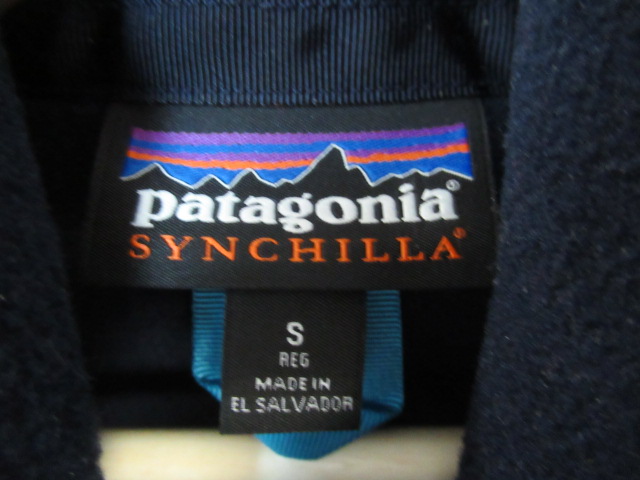 patagonia®
SYNCHILLA®
S
REG
MADE IN
EL SALVADOR